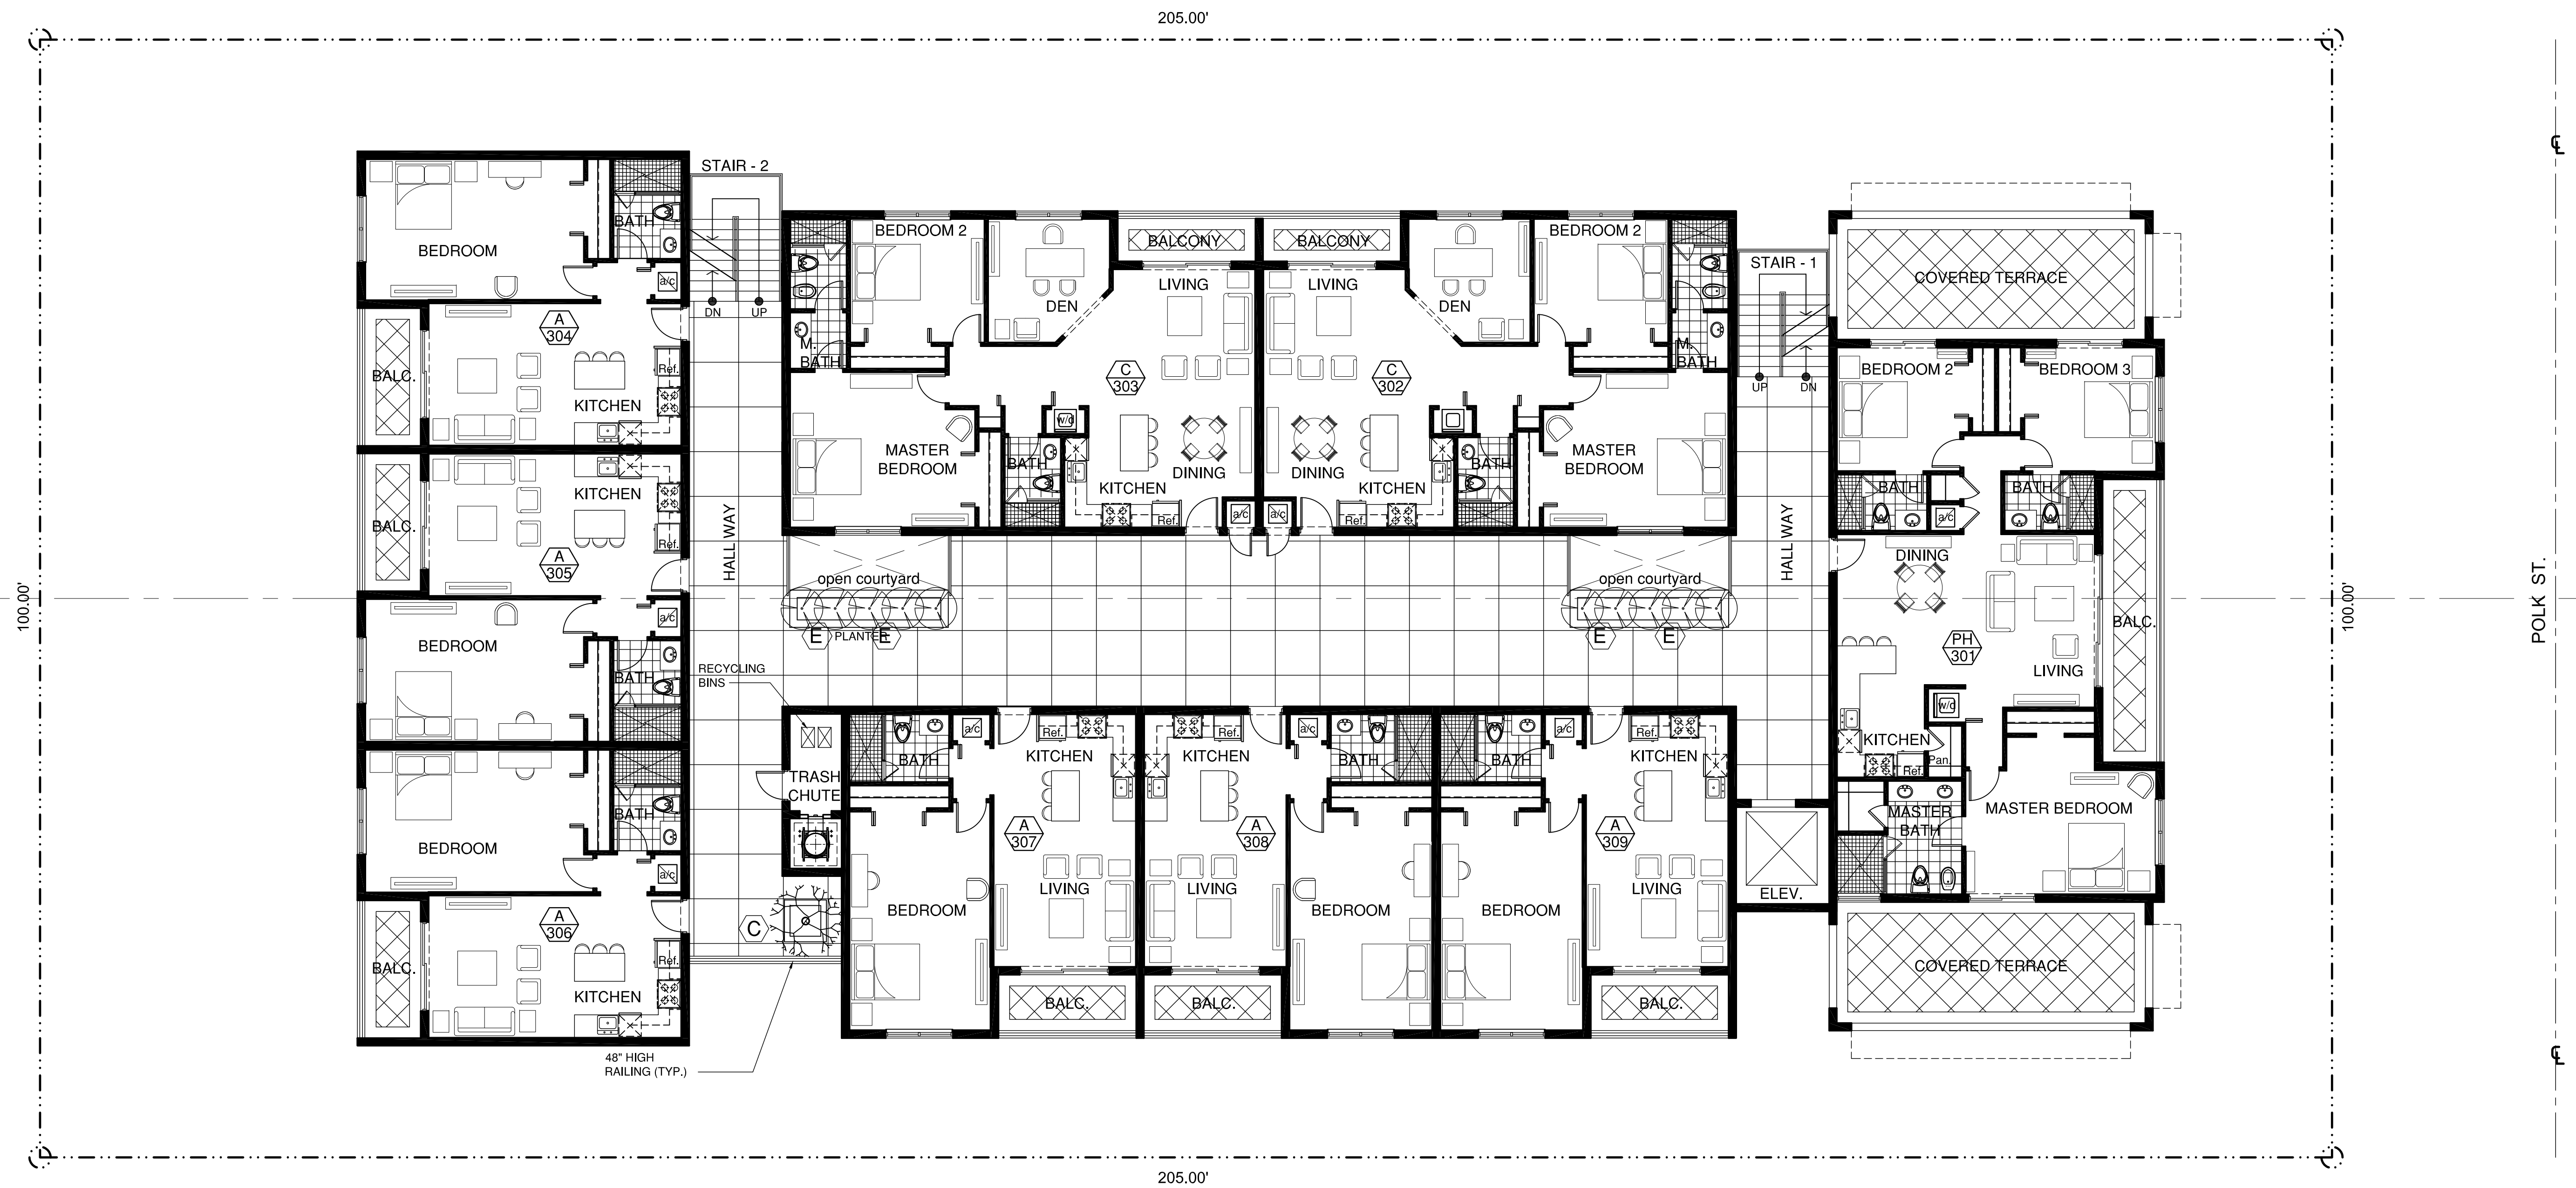 205.00'
100.00'
BEDROOM
BATH
a/c
A
304
BALC.
Ref.
KITCHEN
BALC.
KITCHEN
Ref.
A
305
a/c
BEDROOM
BATH
BEDROOM
BATH
a/c
A
306
BALC.
Ref.
KITCHEN
STAIR - 2
DN
UP
HALL WAY
RECYCLING
BINS
TRASH
CHUTE
C
48" HIGH
RAILING (TYP.)
BEDROOM 2
M.
BATH
DEN
BALCONY
LIVING
C
303
w/d
MASTER
BEDROOM
BATH
DINING
KITCHEN
Ref.
a/c
BALCONY
LIVING
DEN
BEDROOM 2
M.
BATH
C
302
DINING
KITCHEN
Ref.
BATH
MASTER
BEDROOM
a/c
open courtyard
E
PLANTER
E
open courtyard
E
E
BATH
a/c
Ref.
KITCHEN
A
307
LIVING
BEDROOM
BALC.
Ref.
KITCHEN
a/c
BATH
A
308
LIVING
BEDROOM
BALC.
BATH
a/c
Ref.
KITCHEN
A
309
LIVING
BEDROOM
BALC.
STAIR - 1
UP
DN
HALL WAY
ELEV.
COVERED TERRACE
BEDROOM 2
BEDROOM 3
BATH
a/c
BATH
DINING
BALC.
PH
301
LIVING
w/d
KITCHEN
Ref.
Pan.
MASTER
BATH
MASTER BEDROOM
COVERED TERRACE
100.00'
POLK ST.
205.00'